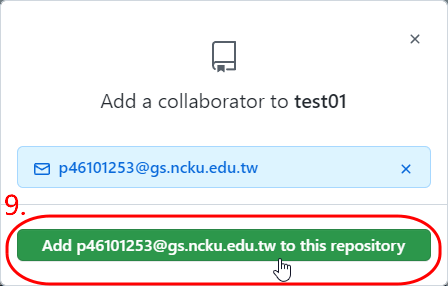 Add a collaborator to test01
p46101253@gs.ncku.edu.tw
9.
Add p46101253@gs.ncku.edu.tw to this repository